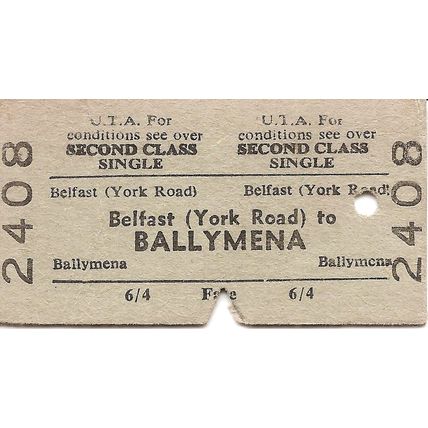 U.T.A. For U.T.A. For
conditions see over conditions see over
SECOND CLASS SECOND CLASS
SINGLE SINGLE
Belfast (York Road) Belfast (York Road)
Belfast (York Road) to
BALLYMENA
Ballymena Ballymena
6/4 Fare 6/4
2408
2408